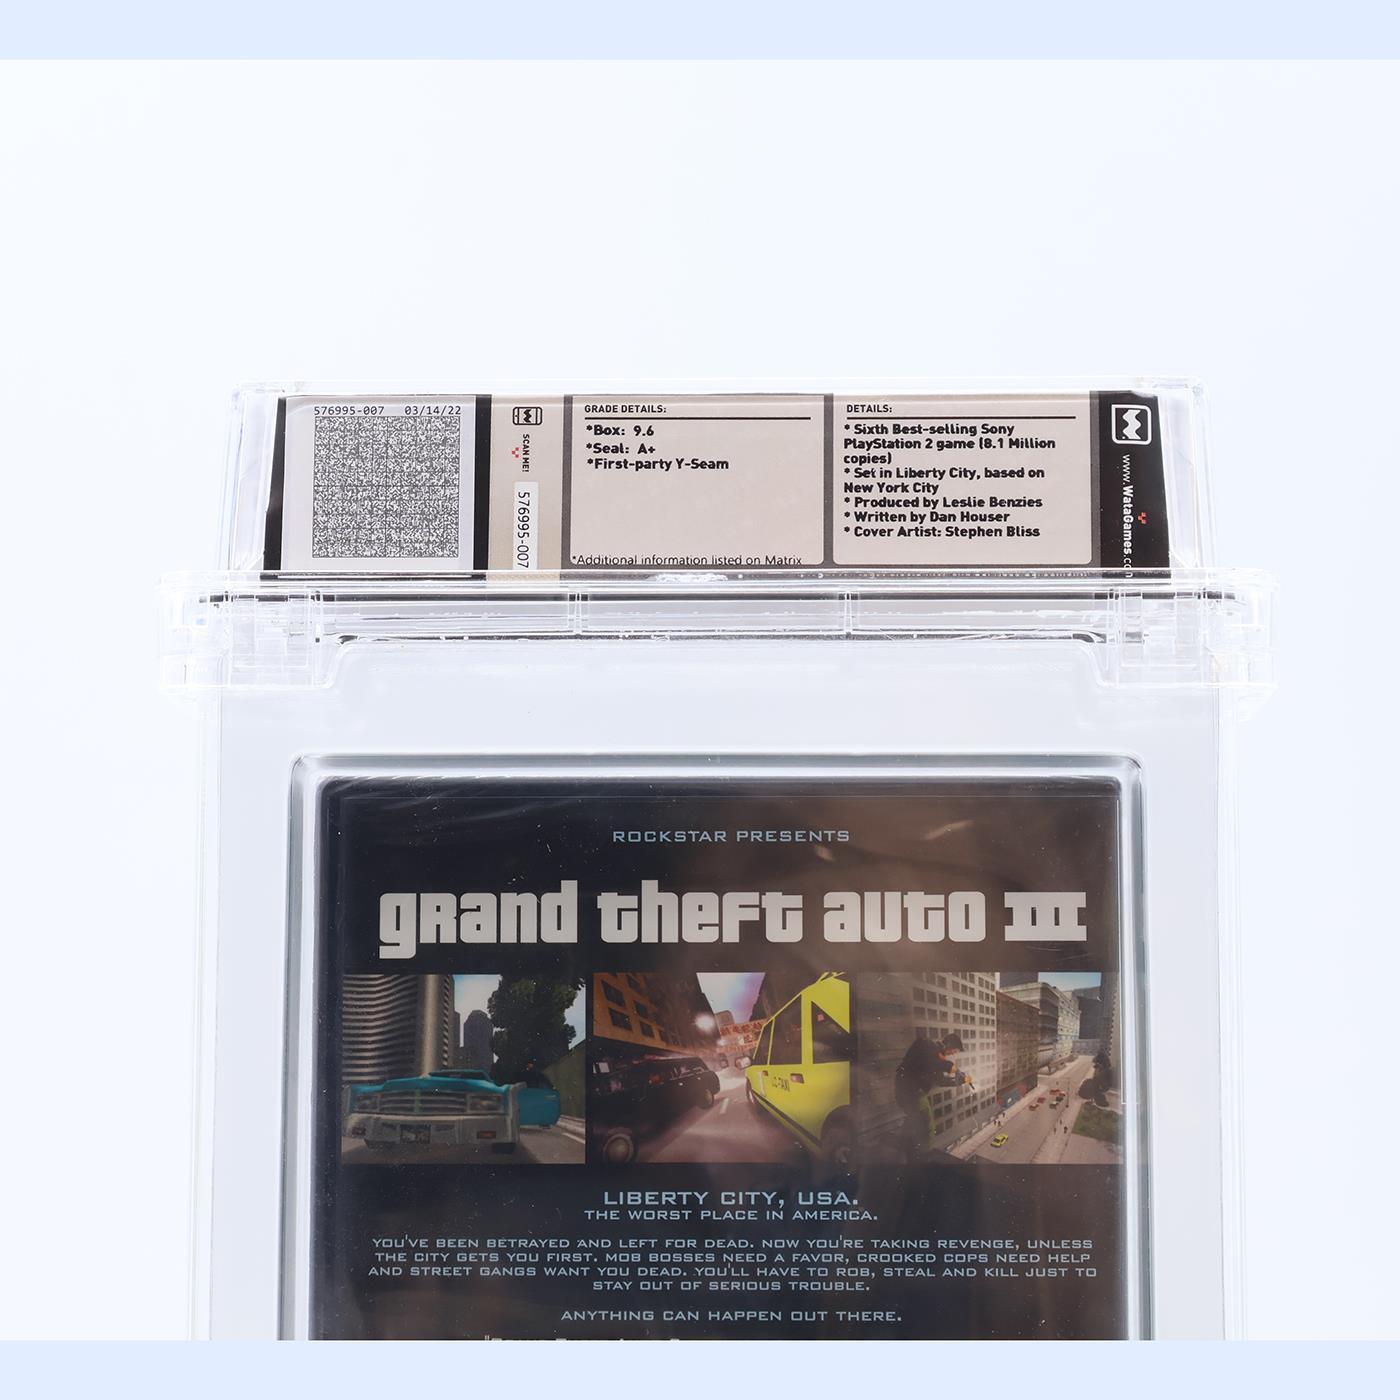 576995-007 03/14/22
SCAN ME!
576995-007
GRADE DETAILS:
*Box: 9.6
*Seal: A+
*First-party Y-Seam
*Additional information listed on Matrix
DETAILS:
* Sixth Best-selling Sony
PlayStation 2 game (8.1 Million
copies)
* Set in Liberty City, based on
New York City
* Produced by Leslie Benzies
* Written by Dan Houser
* Cover Artist: Stephen Bliss
www.WataGames.com
ROCKSTAR PRESENTS
grand theft auto III
LC-TAXI
LIBERTY CITY, USA.
THE WORST PLACE IN AMERICA.
YOU'VE BEEN BETRAYED AND LEFT FOR DEAD. NOW YOU'RE TAKING REVENGE, UNLESS
THE CITY GETS YOU FIRST. MOB BOSSES NEED A FAVOR, CROOKED COPS NEED HELP
AND STREET GANGS WANT YOU DEAD. YOU'LL HAVE TO ROB, STEAL AND KILL JUST TO
STAY OUT OF SERIOUS TROUBLE.
ANYTHING CAN HAPPEN OUT THERE.